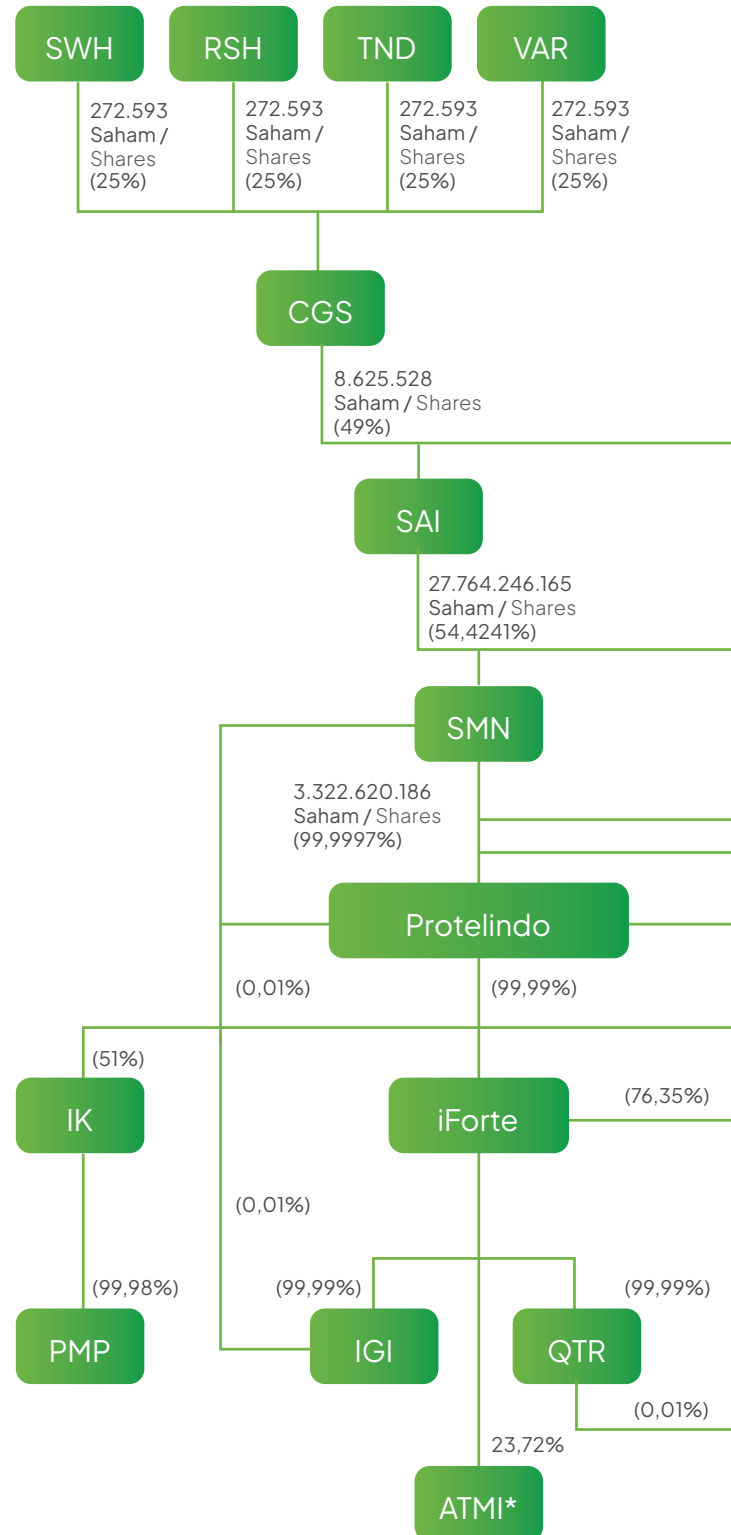 SWH
RSH
TND
VAR
272.593
Saham /
Shares
(25%)
272.593
Saham /
Shares
(25%)
272.593
Saham /
Shares
(25%)
272.593
Saham /
Shares
(25%)
CGS
8.625.528
Saham / Shares
(49%)
SAI
27.764.246.165
Saham / Shares
(54,4241%)
SMN
3.322.620.186
Saham / Shares
(99,9997%)
Protelindo
(0,01%)
(99,99%)
(51%)
IK
iForte
(76,35%)
(0,01%)
(99,98%)
(99,99%)
(99,99%)
PMP
IGI
QTR
(0,01%)
23,72%
ATMI*